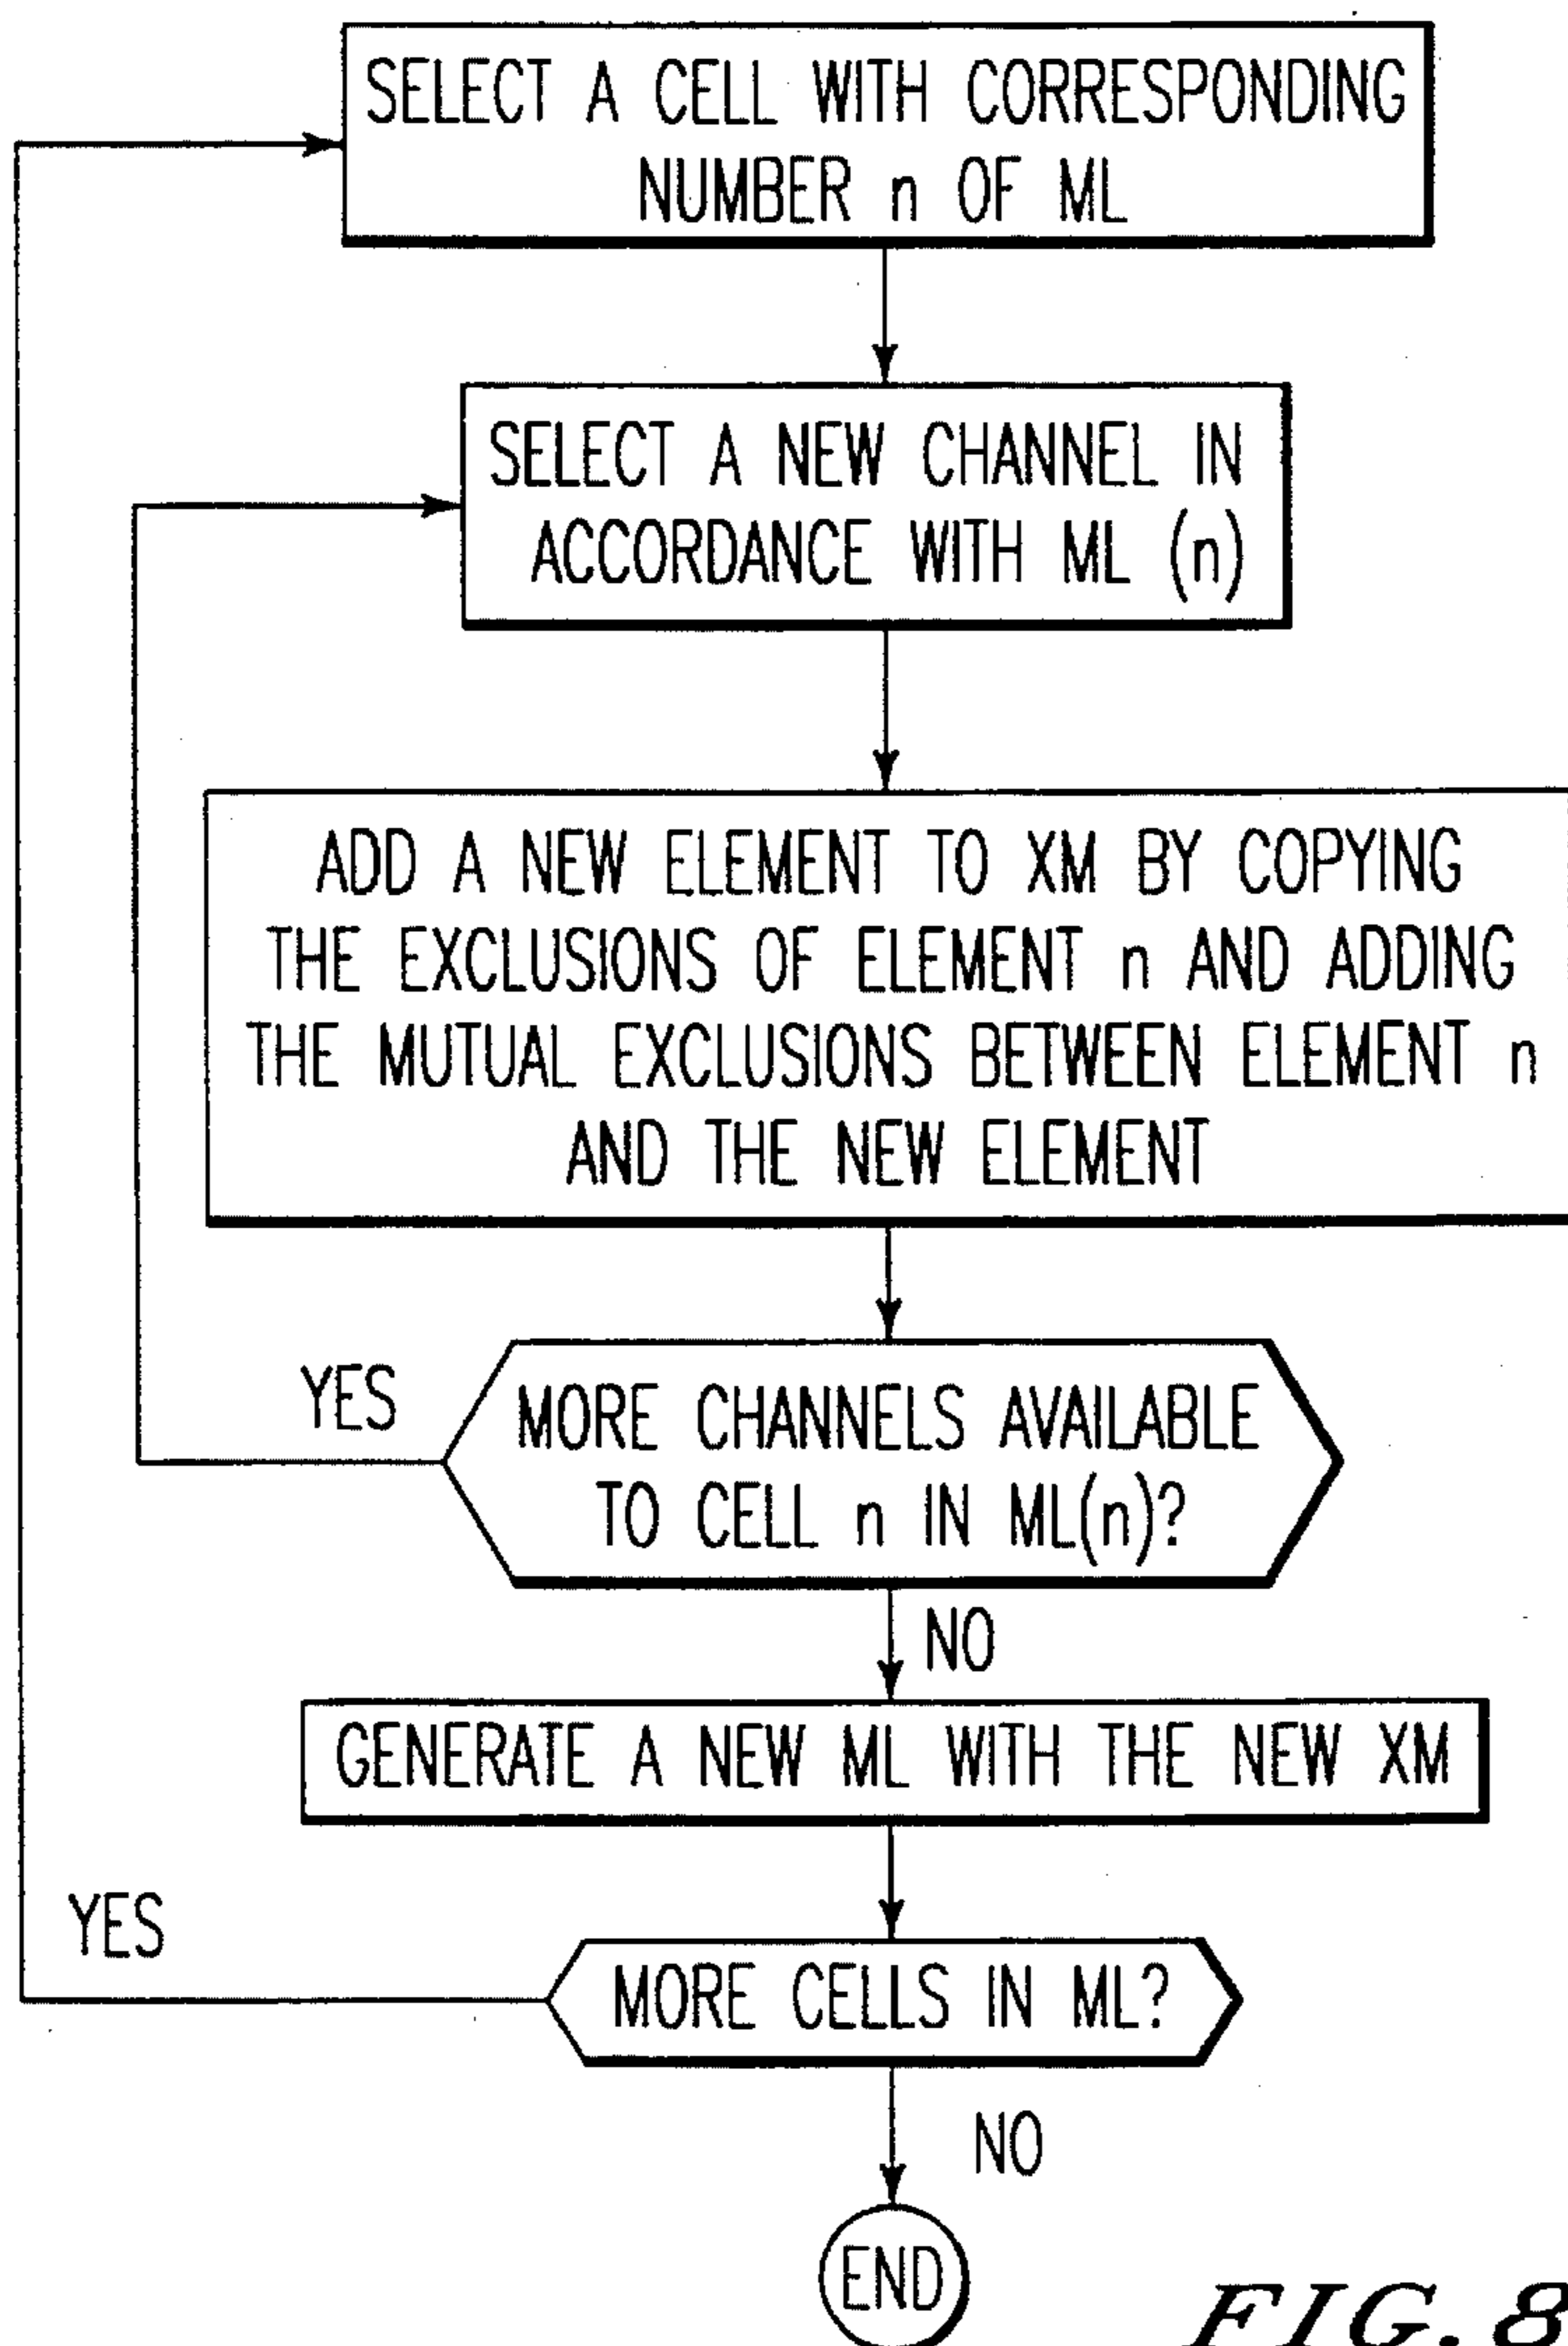 SELECT A CELL WITH CORRESPONDING
NUMBER n OF ML
SELECT A NEW CHANNEL IN
ACCORDANCE WITH ML (n)
ADD A NEW ELEMENT TO XM BY COPYING
THE EXCLUSIONS OF ELEMENT n AND ADDING
THE MUTUAL EXCLUSIONS BETWEEN ELEMENT n
AND THE NEW ELEMENT
YES
MORE CHANNELS AVAILABLE
TO CELL n IN ML(n)?
NO
GENERATE A NEW ML WITH THE NEW XM
YES
MORE CELLS IN ML?
NO
END
FIG. 8